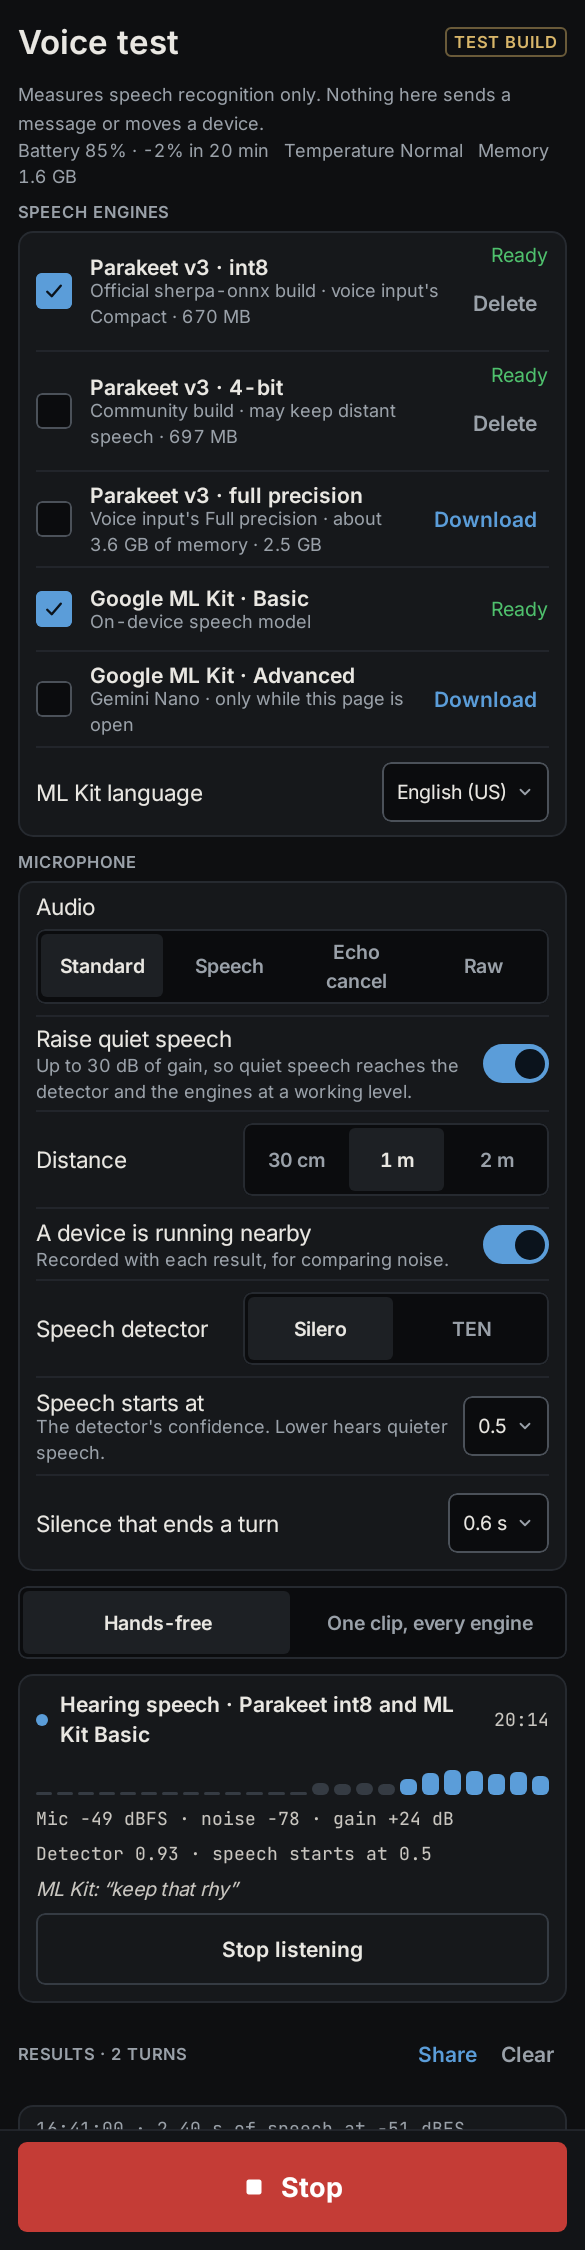 Voice test
TEST BUILD
Measures speech recognition only. Nothing here sends a
message or moves a device.
Battery 85% · -2% in 20 min Temperature Normal Memory
1.6 GB
SPEECH ENGINES
Parakeet v3 · int8
Official sherpa-onnx build · voice input's
Compact · 670 MB
Ready
Delete
Parakeet v3 · 4-bit
Community build · may keep distant
speech · 697 MB
Ready
Delete
Parakeet v3 · full precision
Voice input's Full precision · about
3.6 GB of memory · 2.5 GB
Download
Google ML Kit · Basic
On-device speech model
Ready
Google ML Kit · Advanced
Gemini Nano · only while this page is
open
Download
ML Kit language
English (US)
MICROPHONE
Audio
Standard
Speech
Echo
cancel
Raw
Raise quiet speech
Up to 30 dB of gain, so quiet speech reaches the
detector and the engines at a working level.
Distance
30 cm
1 m
2 m
A device is running nearby
Recorded with each result, for comparing noise.
Speech detector
Silero
TEN
Speech starts at
The detector's confidence. Lower hears quieter
speech.
0.5
Silence that ends a turn
0.6 s
Hands-free
One clip, every engine
Hearing speech · Parakeet int8 and ML
Kit Basic
20:14
Mic -49 dBFS · noise -78 · gain +24 dB
Detector 0.93 · speech starts at 0.5
ML Kit: “keep that rhy”
Stop listening
RESULTS · 2 TURNS
Share
Clear
16:41:00 · 2.40 s of speech at -51 dBFS
Stop